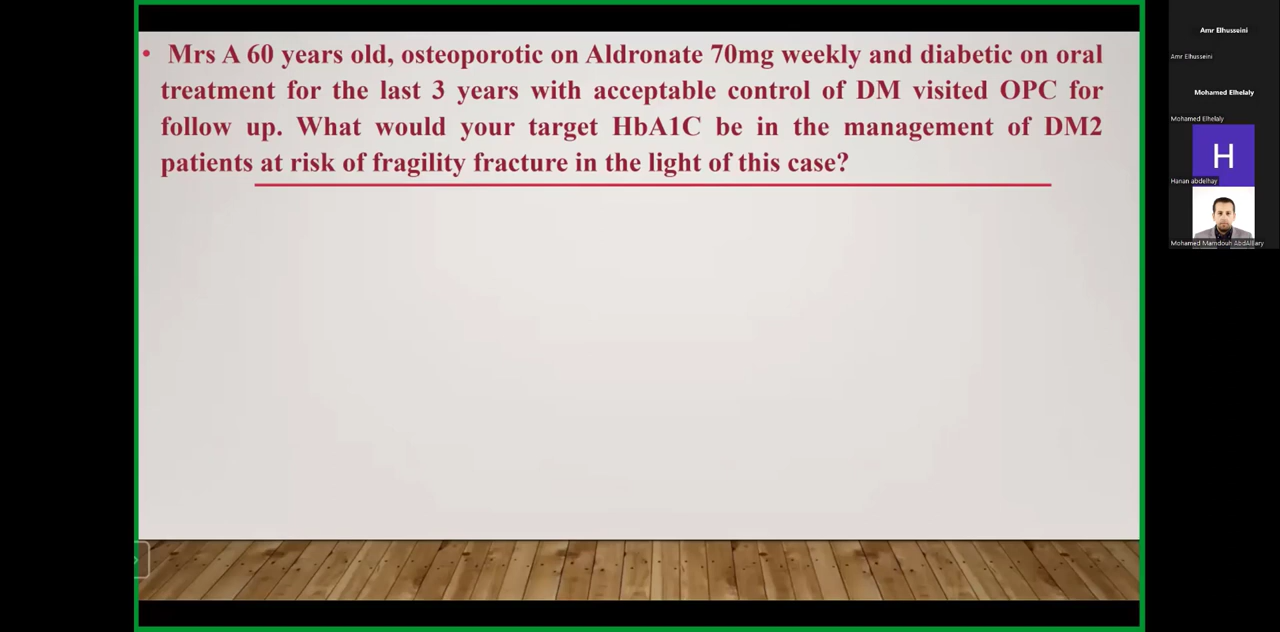 • Mrs A 60 years old, osteoporotic on Aldronate 70mg weekly and diabetic on oral
treatment for the last 3 years with acceptable control of DM visited OPC for
follow up. What would your target HbA1C be in the management of DM2
patients at risk of fragility fracture in the light of this case?
Amr Elhusseini
Amr Elhusseini
Mohamed Elhelaly
Mohamed Elhelaly
H
Hanan abdelhay
Mohamed Mamdouh AbdAlBary